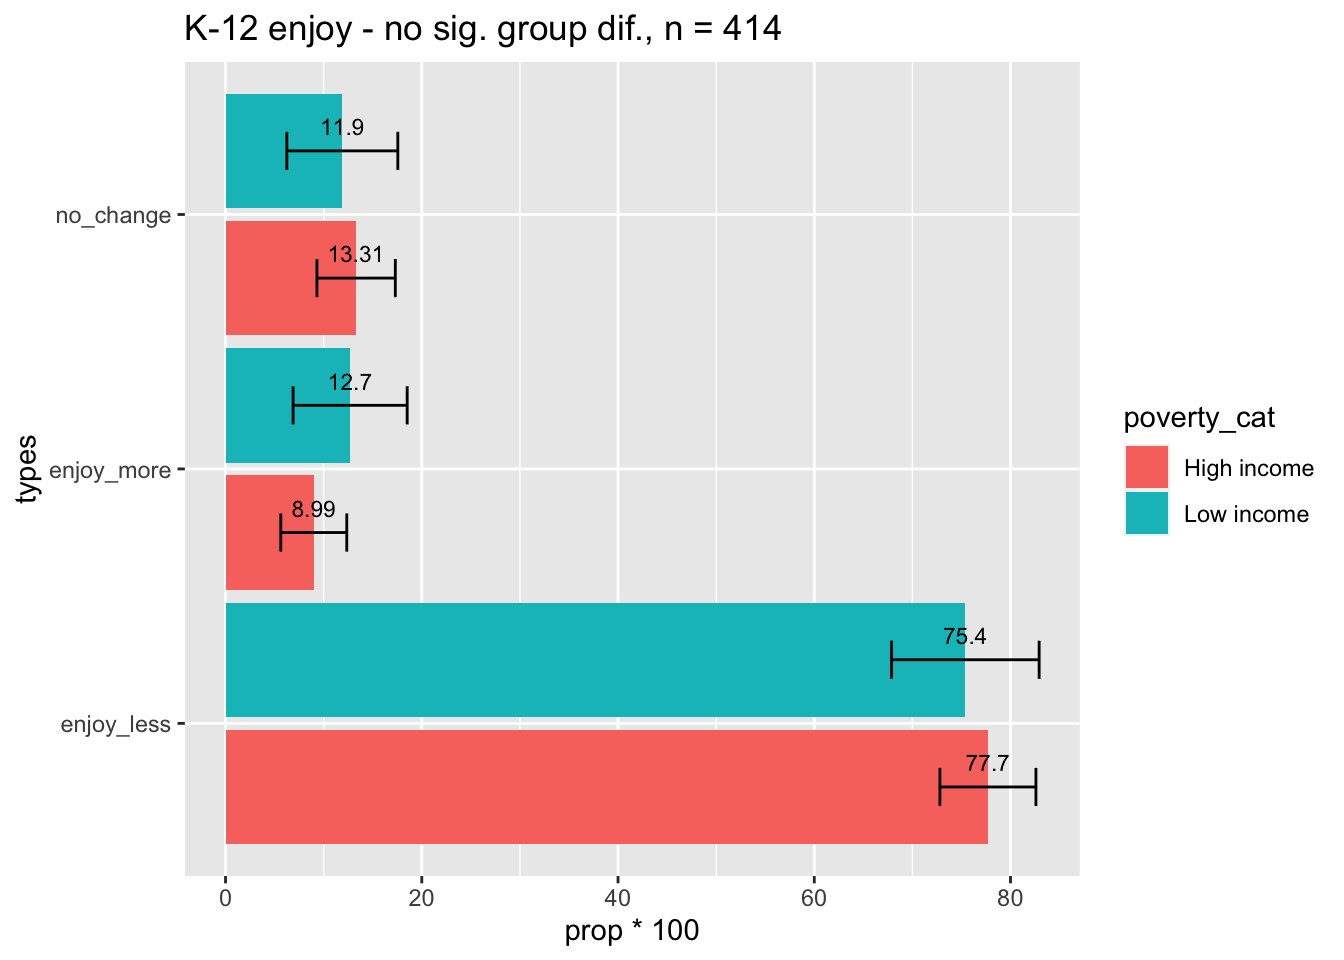 K-12 enjoy - no sig. group dif., n = 414
types
no_change
enjoy_more
enjoy_less
11.9
13.31
12.7
8.99
75.4
77.7
0 20 40 60 80
prop * 100
poverty_cat
High income
Low income